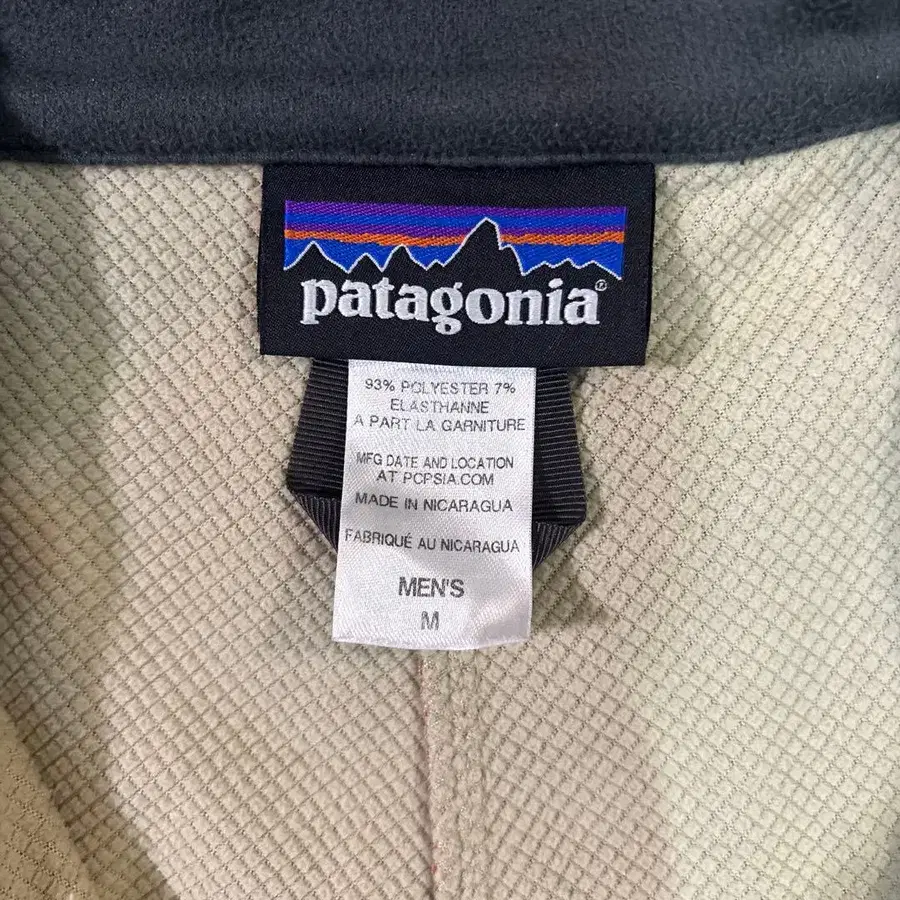 patagonia®
93% POLYESTER 7%
ELASTHANNE
A PART LA GARNITURE
MFG DATE AND LOCATION
AT PCPSIA.COM
MADE IN NICARAGUA
FABRIQUÉ AU NICARAGUA
MEN'S
M